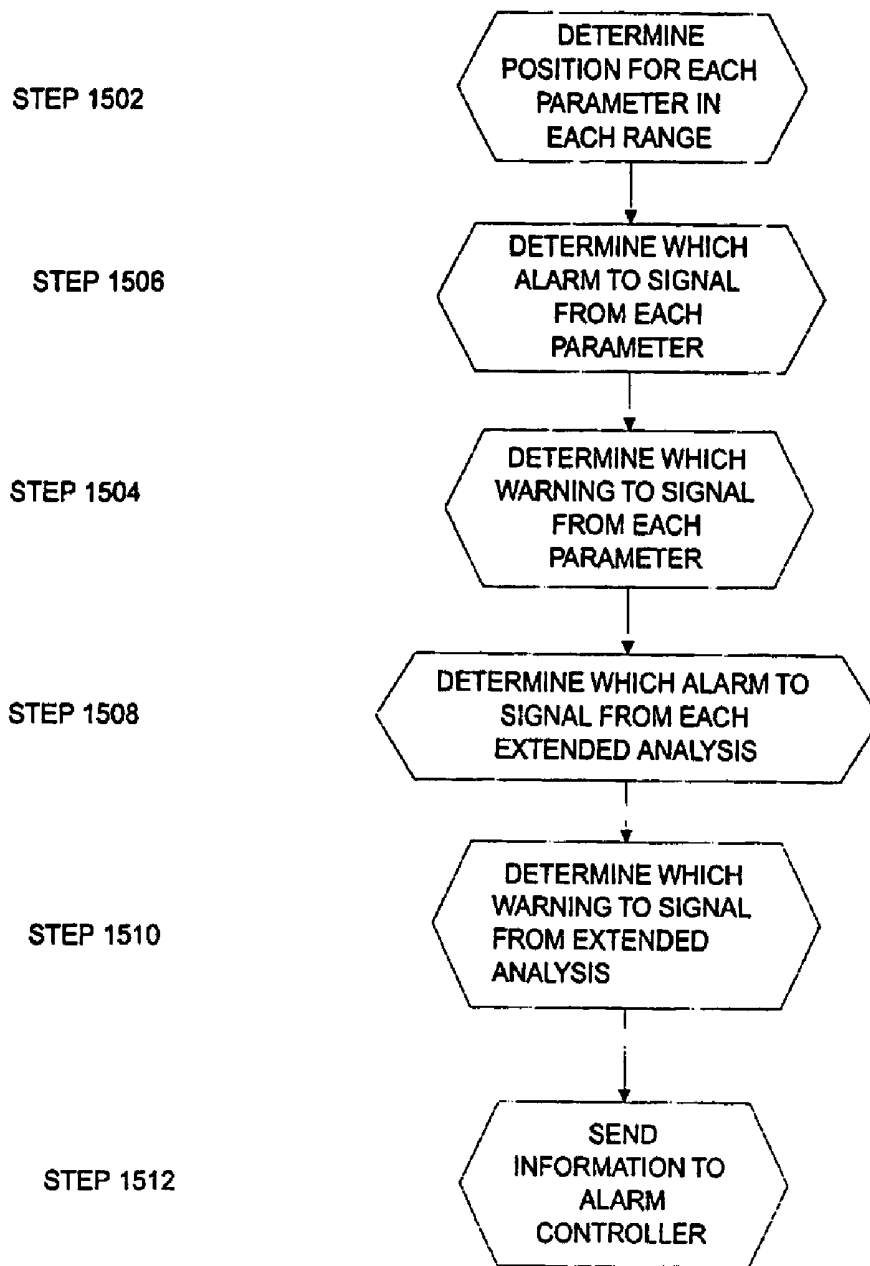 DETERMINE
POSITION FOR EACH
PARAMETER IN
EACH RANGE
STEP 1502
DETERMINE WHICH
ALARM TO SIGNAL
FROM EACH
PARAMETER
STEP 1506
DETERMINE WHICH
WARNING TO SIGNAL
FROM EACH
PARAMETER
STEP 1504
DETERMINE WHICH ALARM TO
SIGNAL FROM EACH
EXTENDED ANALYSIS
STEP 1508
DETERMINE WHICH
WARNING TO SIGNAL
FROM EXTENDED
ANALYSIS
STEP 1510
SEND
INFORMATION TO
ALARM
CONTROLLER
STEP 1512